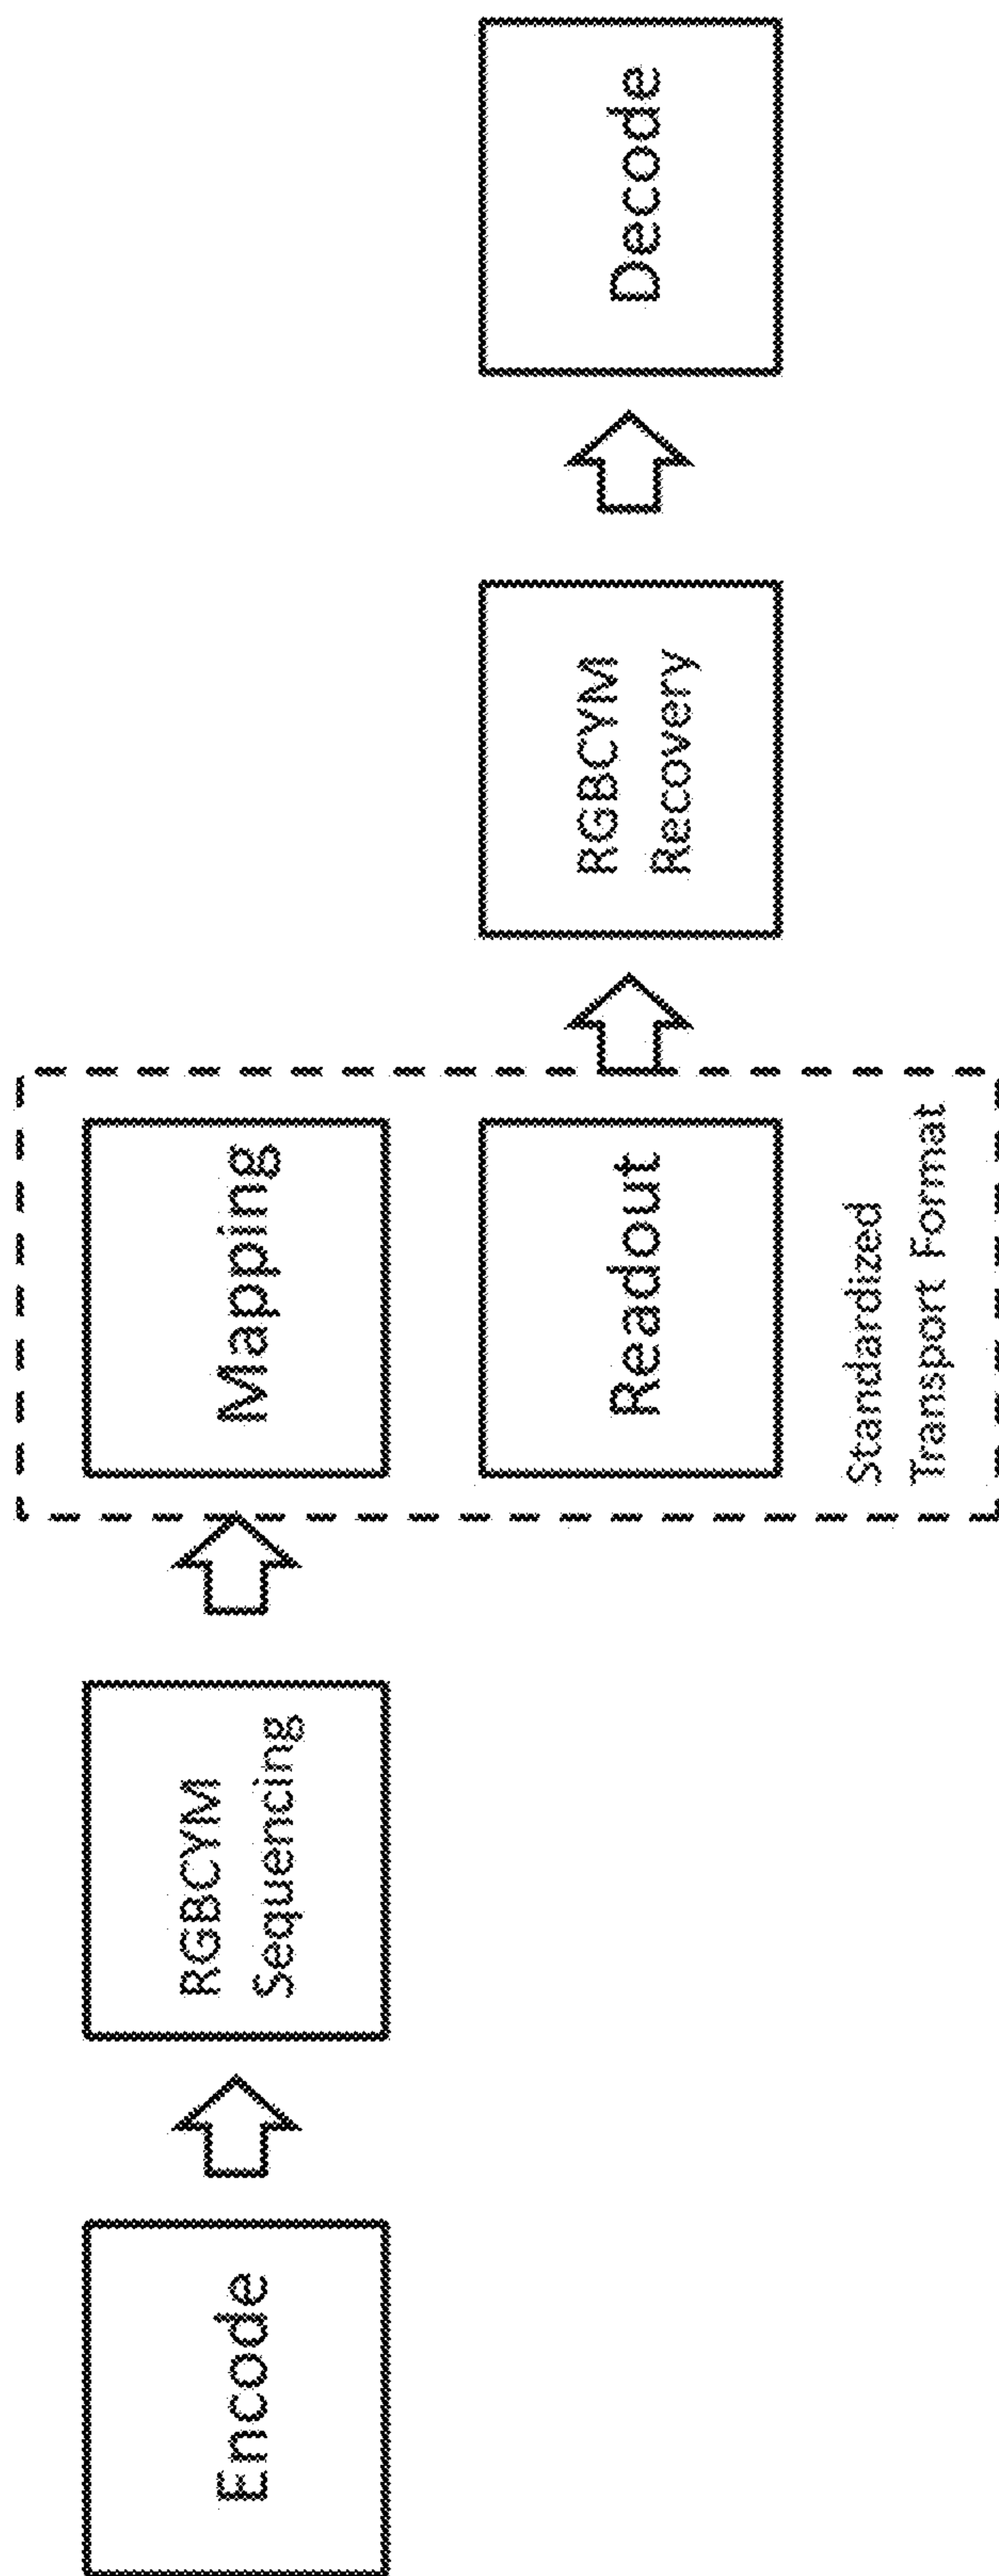 Encode
RGBCYM
Sequencing
Mapping
Readout
Standardized
Transport Format
RGBCYM
Recovery
Decode